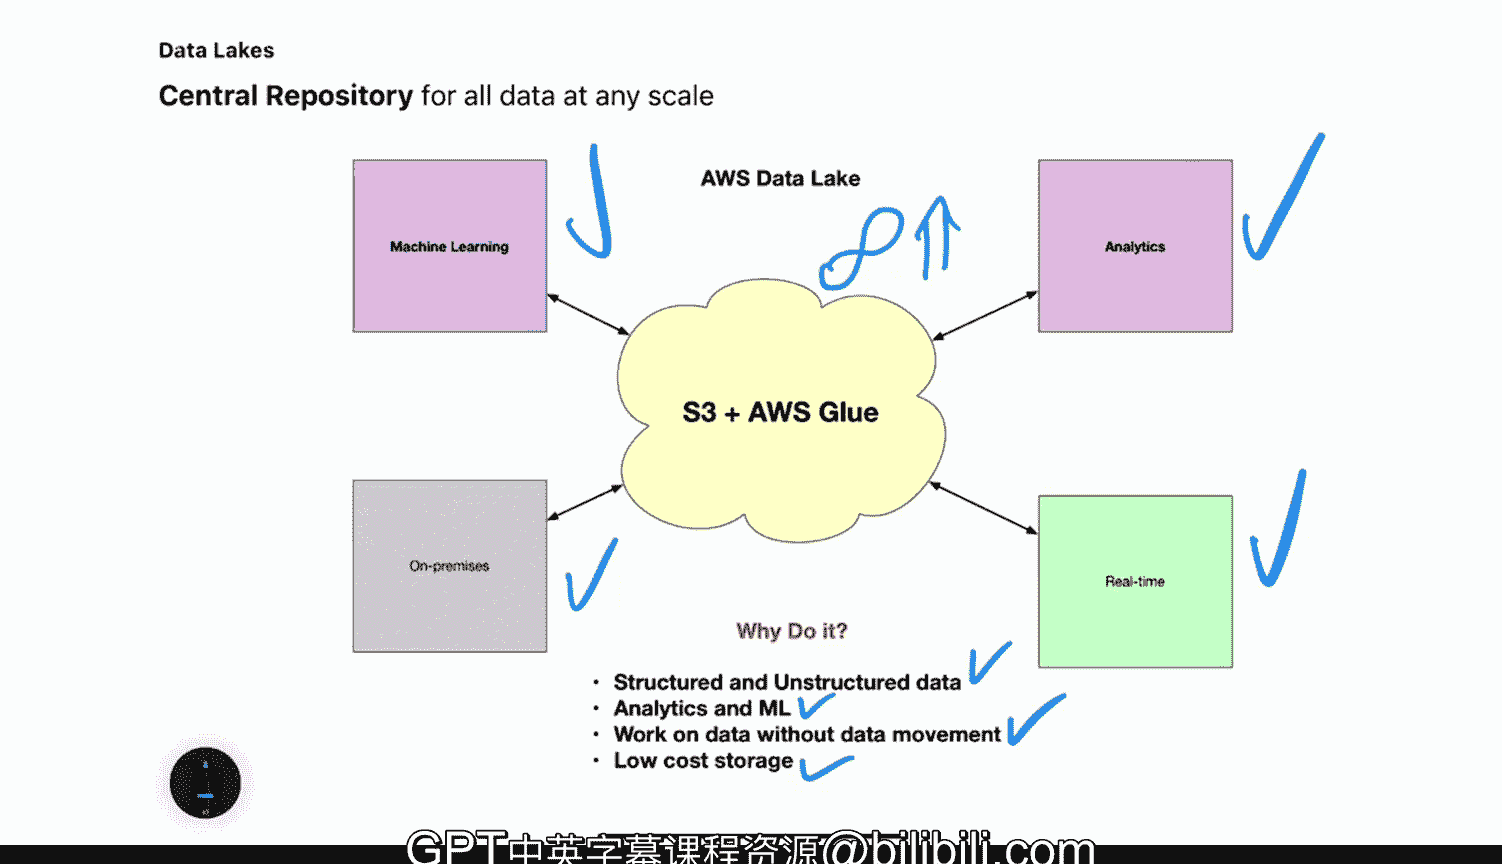 Data Lakes
Central Repository for all data at any scale
AWS Data Lake
Machine Learning
Analytics
S3 + AWS Glue
On-premises
Real-time
Why Do it?
• Structured and Unstructured data
• Analytics and ML
• Work on data without data movement
• Low cost storage
GPT中英字幕课程资源@bilibili.com